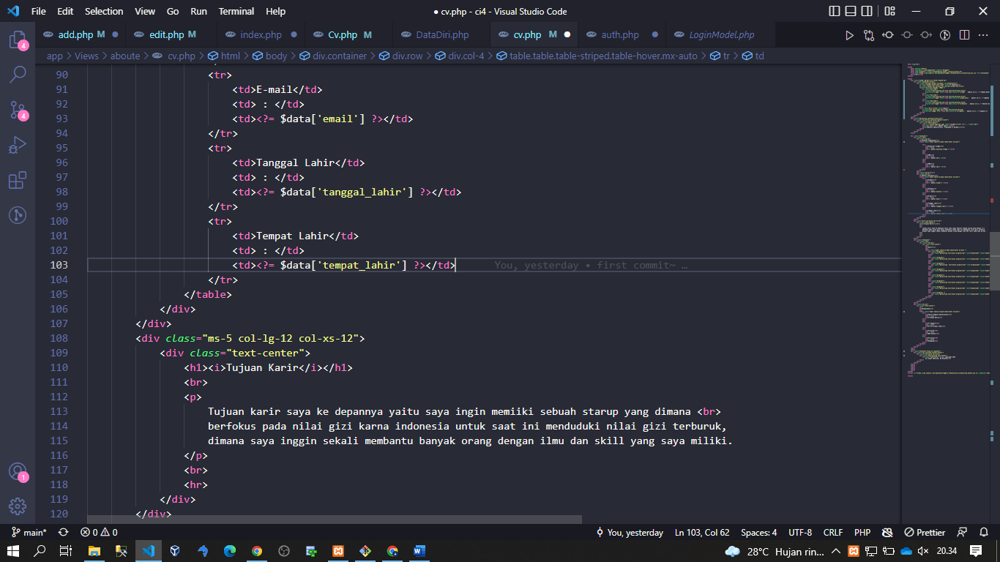 File Edit Selection View Go Run Terminal Help ● cv.php - ci4 - Visual Studio Code
add.php M edit.php M index.php Cv.php M DataDiri.php cv.php M auth.php LoginModel.php
app > Views > aboute > cv.php > html > body > div.container > div.row > div.col-4 > table.table.table-striped.table-hover.mx-auto > tr > td
90 <tr>
91 <td>E-mail</td>
92 <td> : </td>
93 <td><?= $data['email'] ?></td>
94 </tr>
95 <tr>
96 <td>Tanggal Lahir</td>
97 <td> : </td>
98 <td><?= $data['tanggal_lahir'] ?></td>
99 </tr>
100 <tr>
101 <td>Tempat Lahir</td>
102 <td> : </td>
103 <td><?= $data['tempat_lahir'] ?></td> You, yesterday • first commit~ …
104 </tr>
105 </table>
106 </div>
107 </div>
108 <div class="ms-5 col-lg-12 col-xs-12">
109 <div class="text-center">
110 <h1><i>Tujuan Karir</i></h1>
111 <br>
112 <p>
113 Tujuan karir saya ke depannya yaitu saya ingin memiiki sebuah starup yang dimana <br>
114 berfokus pada nilai gizi karna indonesia untuk saat ini menduduki nilai gizi terburuk,
115 dimana saya inggin sekali membantu banyak orang dengan ilmu dan skill yang saya miliki.
116 </p>
117 <br>
118 <hr>
119 </div>
120 </div>
4
4
1
main* 0 0 You, yesterday Ln 103, Col 62 Spaces: 4 UTF-8 CRLF PHP Prettier
28°C Hujan rin... 20.34